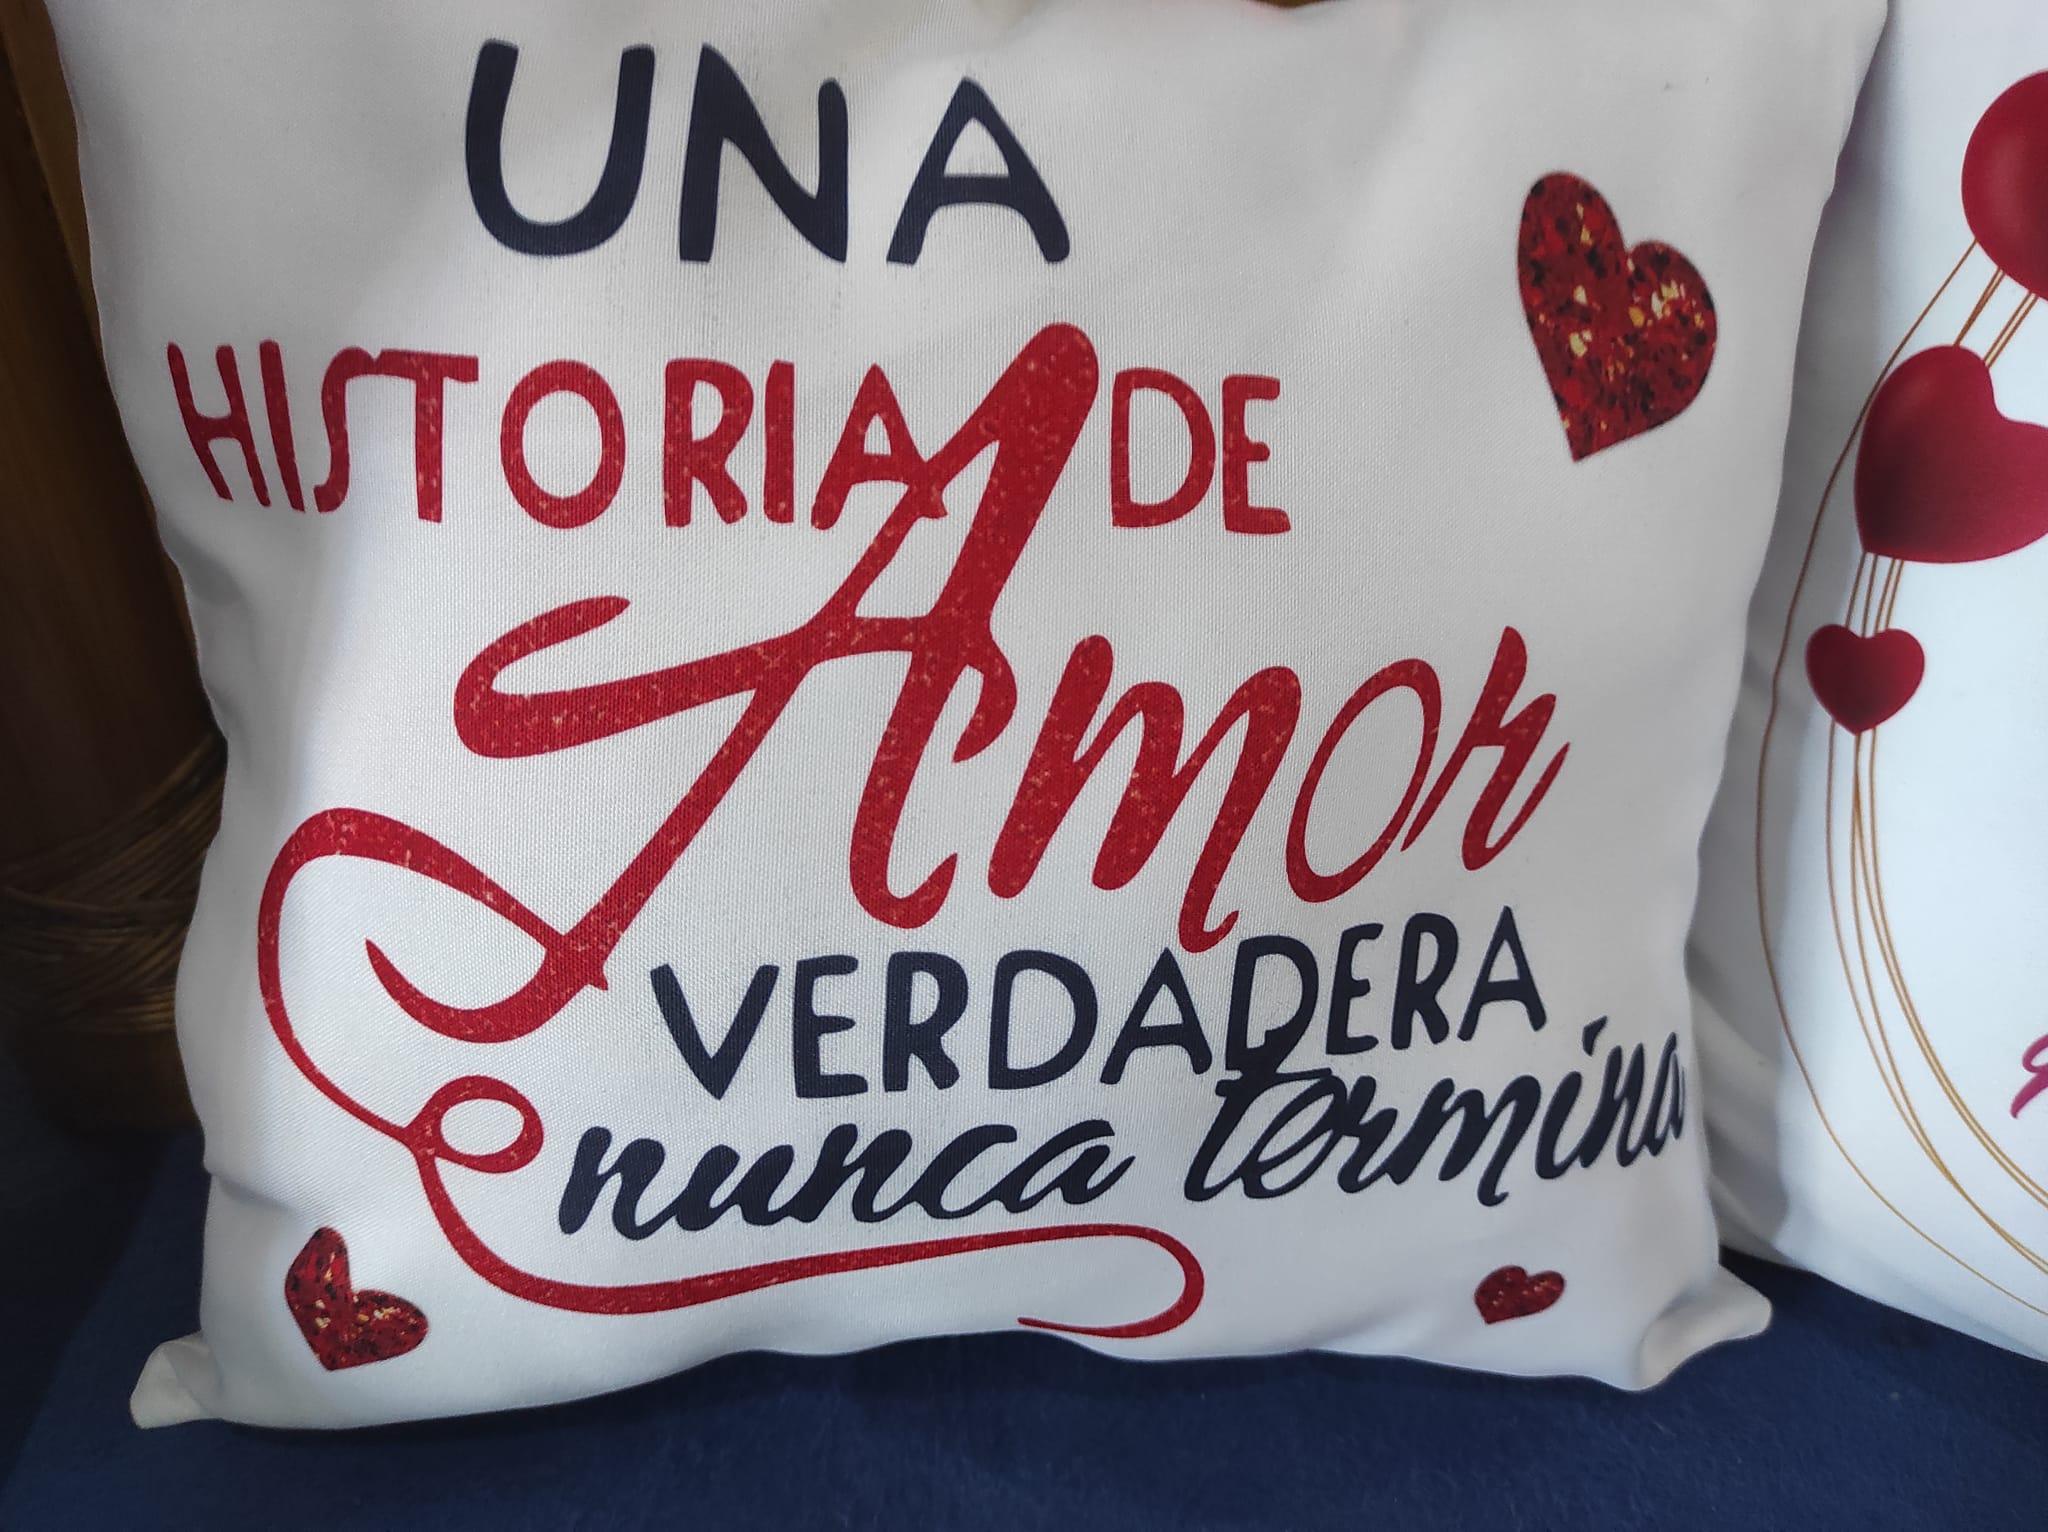 UNA
HISTORIA DE
Amor
VERDADERA
nunca termina